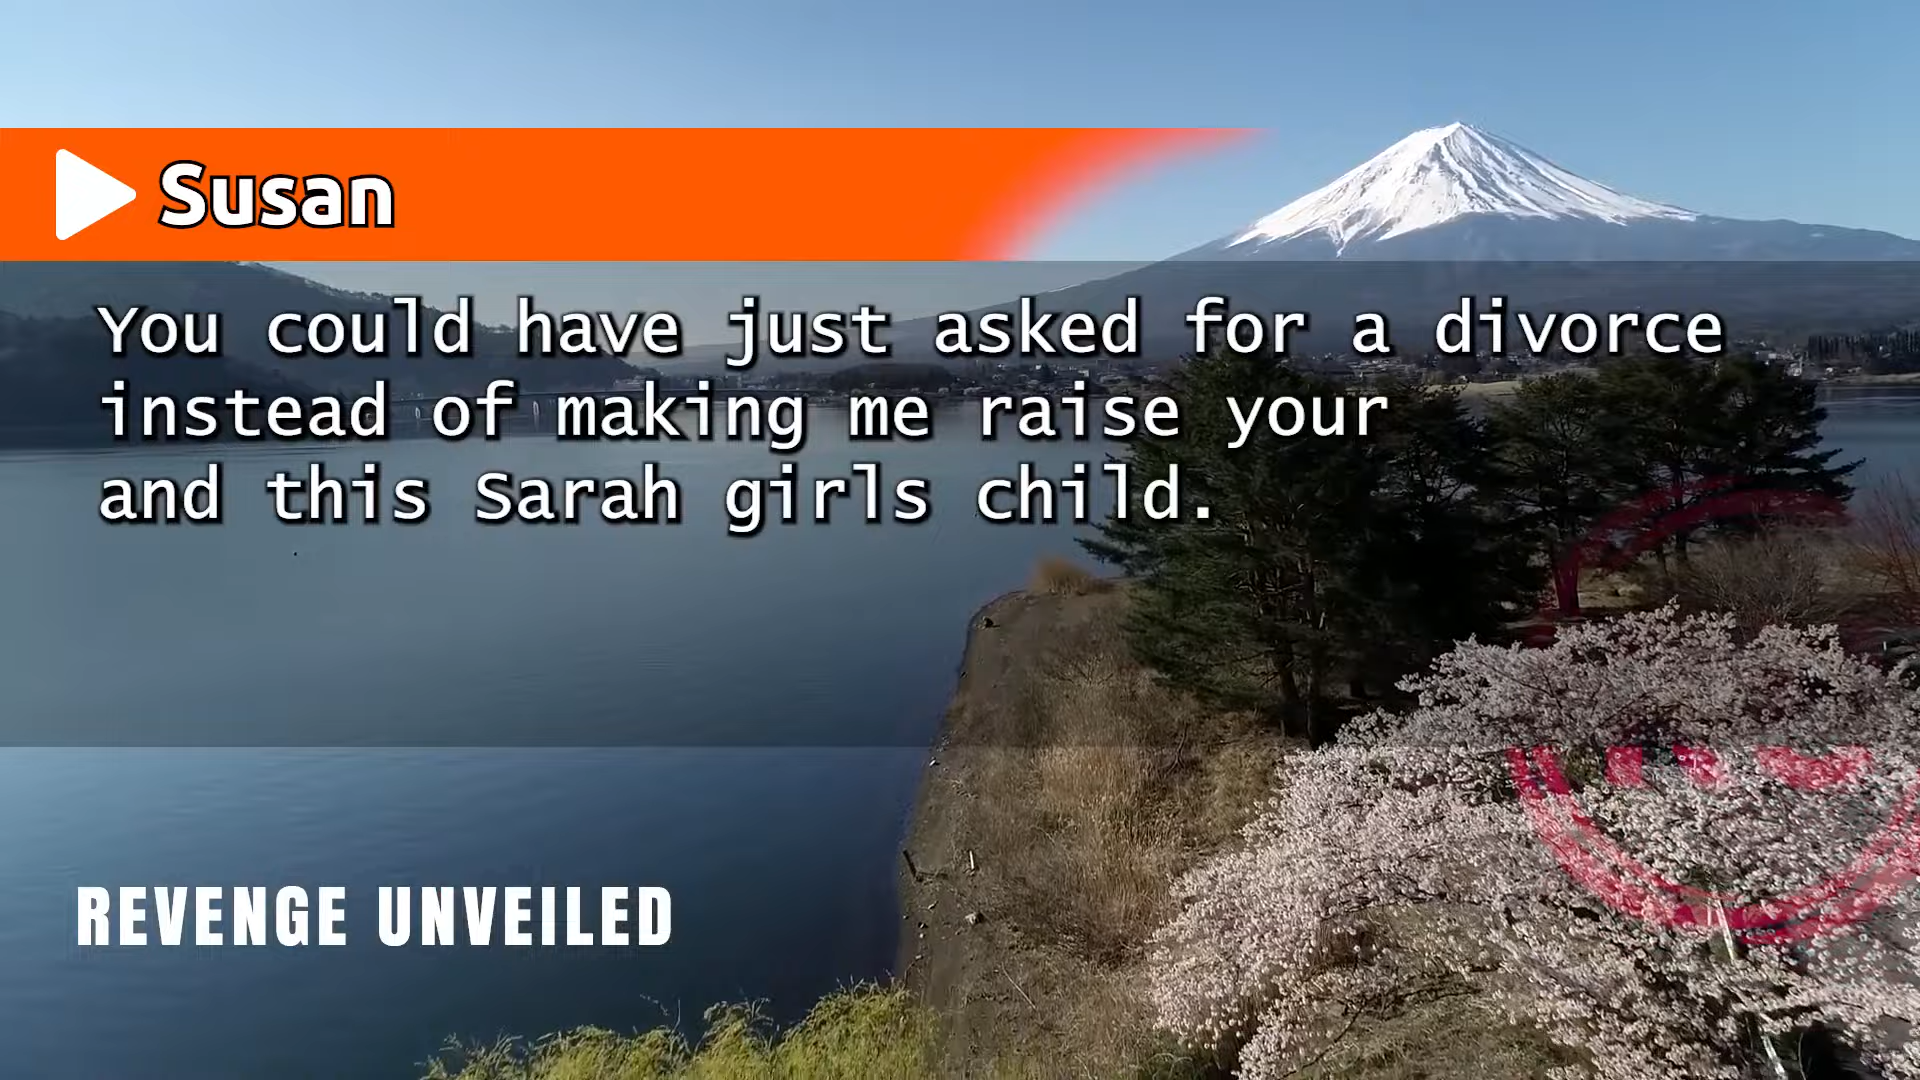 Susan
You could have just asked for a divorce
instead of making me raise your
and this Sarah girls child.
REVENGE UNVEILED